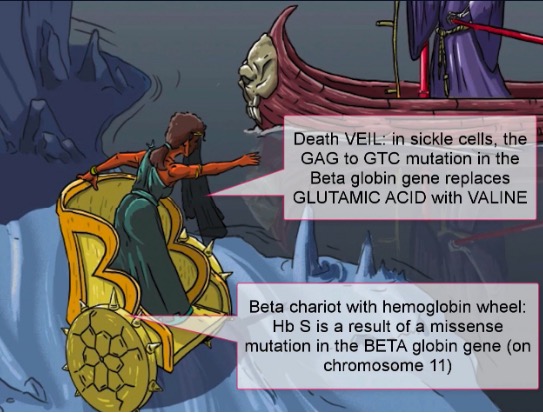 Death VEIL: in sickle cells, the
GAG to GTC mutation in the
Beta globin gene replaces
GLUTAMIC ACID with VALINE
Beta chariot with hemoglobin wheel:
Hb S is a result of a missense
mutation in the BETA globin gene (on
chromosome 11)